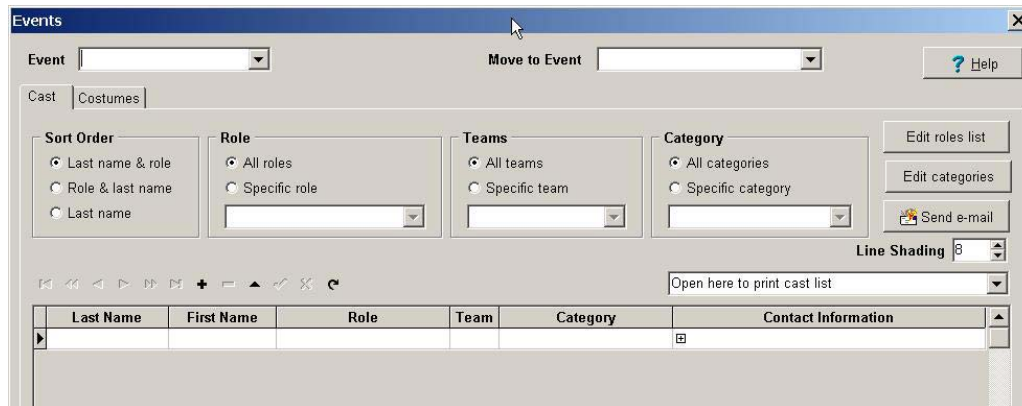 Events
Event Move to Event Help
Cast Costumes
Sort Order Role Teams Category Edit roles list
Last name & role All roles All teams All categories
Role & last name Specific role Specific team Specific category Edit categories
Last name Send e-mail
Line Shading 8
Open here to print cast list
Last Name First Name Role Team Category Contact Information